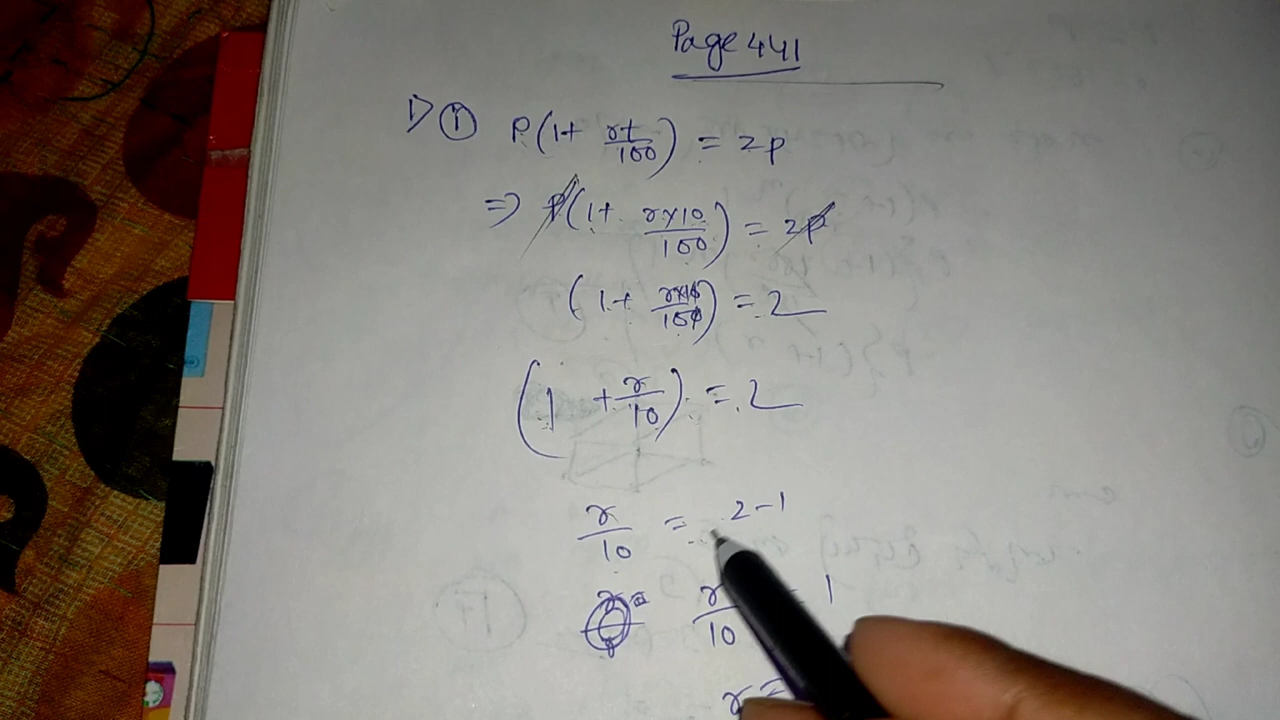 Page 441
1) ① P(1+ rt/100) = 2P
⇒ P(1+ r×10/100) = 2P
(1+ r×10/100) = 2
(1 + r/10) = 2
r/10 = 2-1
r/10 = 1
r =